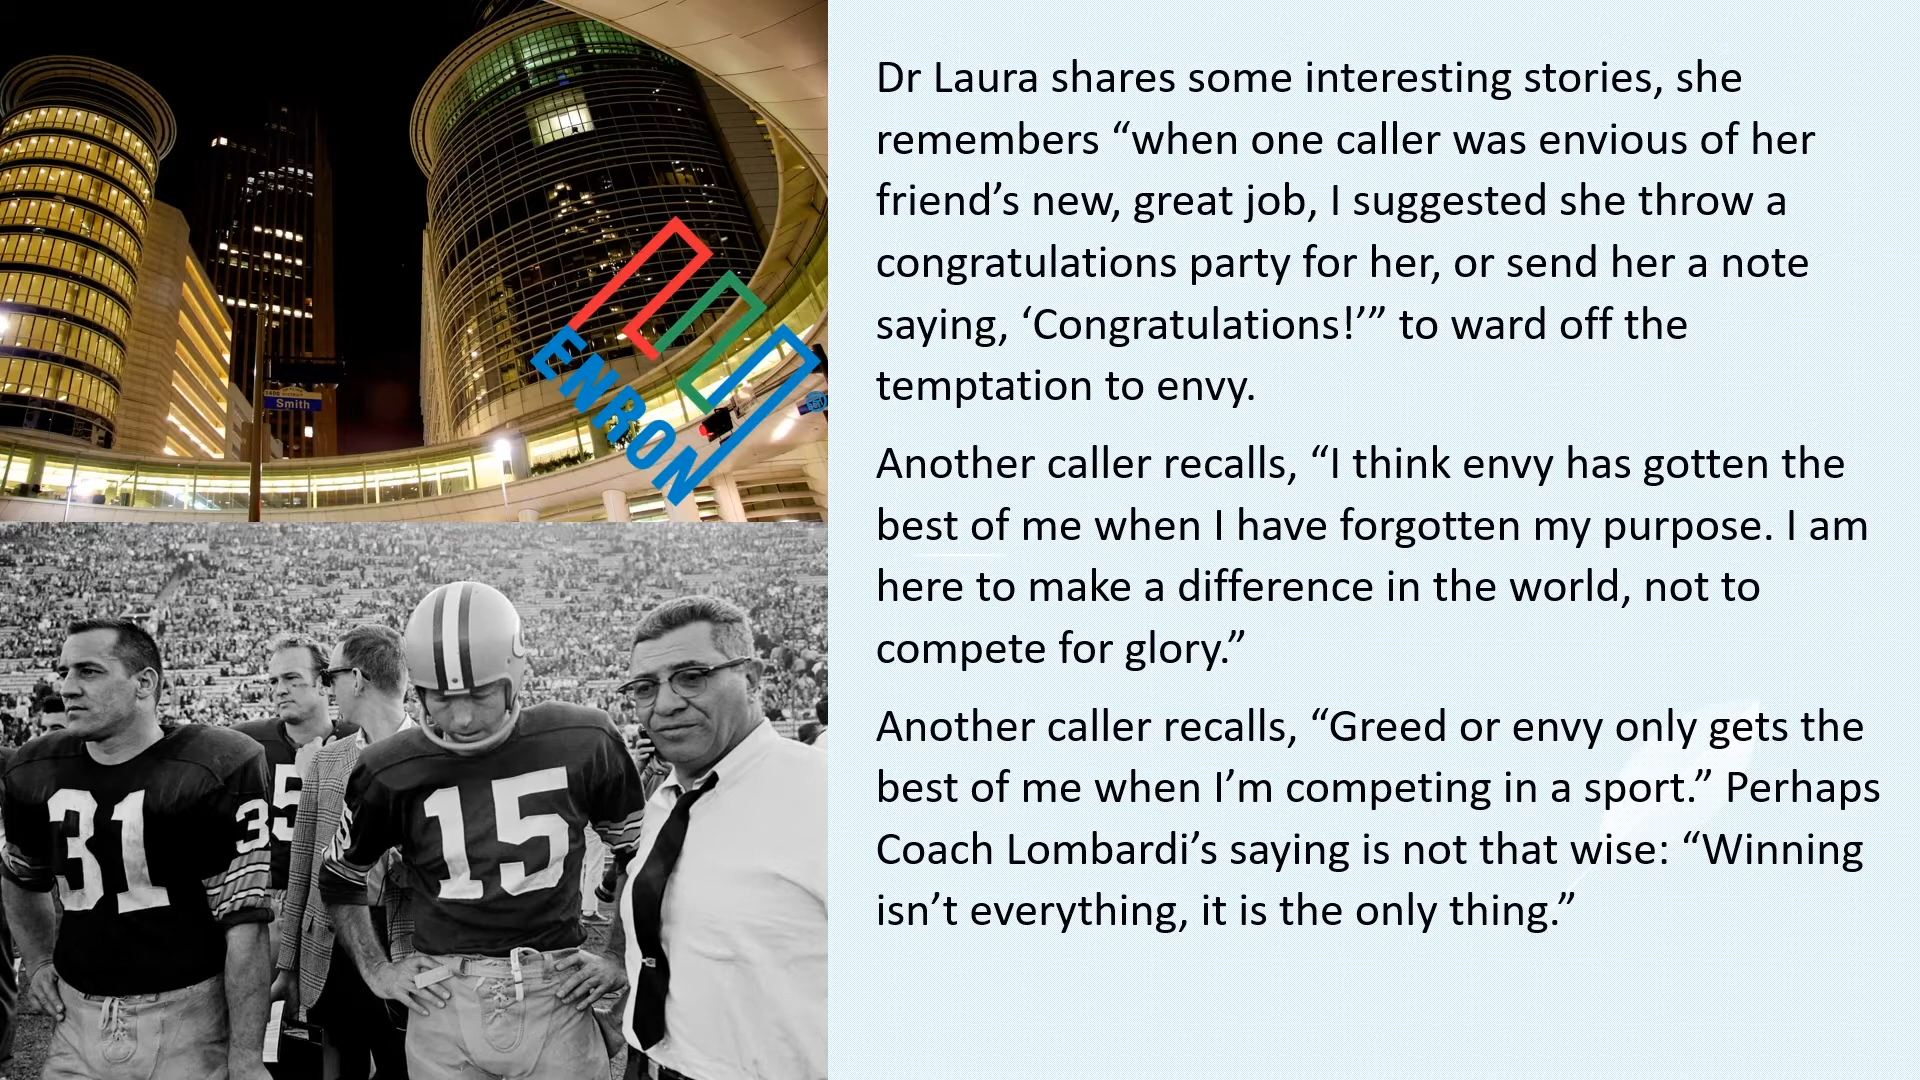 Dr Laura shares some interesting stories, she
remembers “when one caller was envious of her
friend’s new, great job, I suggested she throw a
congratulations party for her, or send her a note
saying, ‘Congratulations!’” to ward off the
temptation to envy.
Another caller recalls, “I think envy has gotten the
best of me when I have forgotten my purpose. I am
here to make a difference in the world, not to
compete for glory.”
Another caller recalls, “Greed or envy only gets the
best of me when I’m competing in a sport.” Perhaps
Coach Lombardi’s saying is not that wise: “Winning
isn’t everything, it is the only thing.”
ENRON
Smith
31
3
5
15